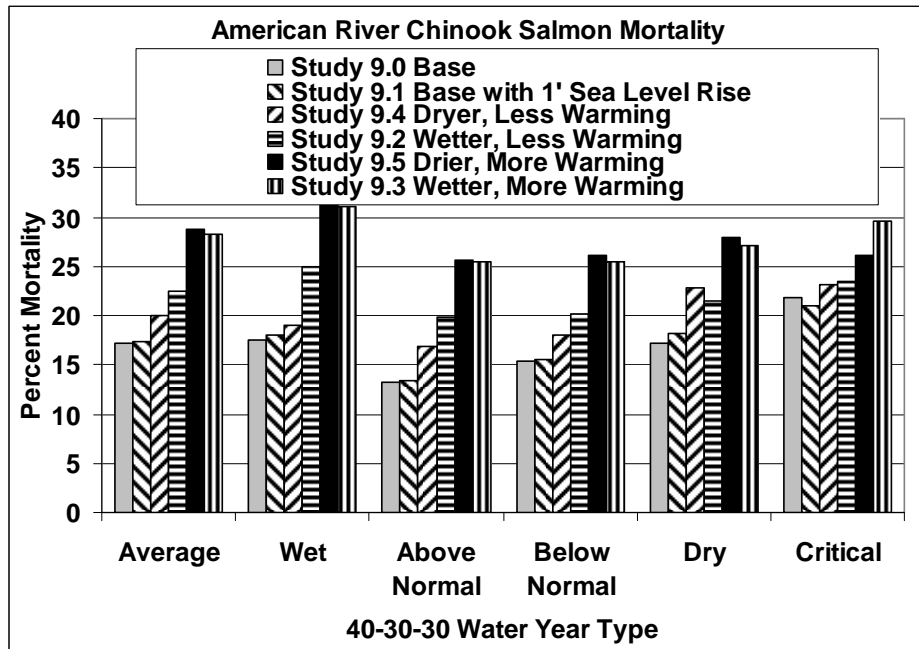 American River Chinook Salmon Mortality
Study 9.0 Base
Study 9.1 Base with 1' Sea Level Rise
Study 9.4 Dryer, Less Warming
Study 9.2 Wetter, Less Warming
Study 9.5 Drier, More Warming
Study 9.3 Wetter, More Warming
Percent Mortality
40
35
30
25
20
15
10
5
0
Average
Wet
Above
Normal
Below
Normal
Dry
Critical
40-30-30 Water Year Type